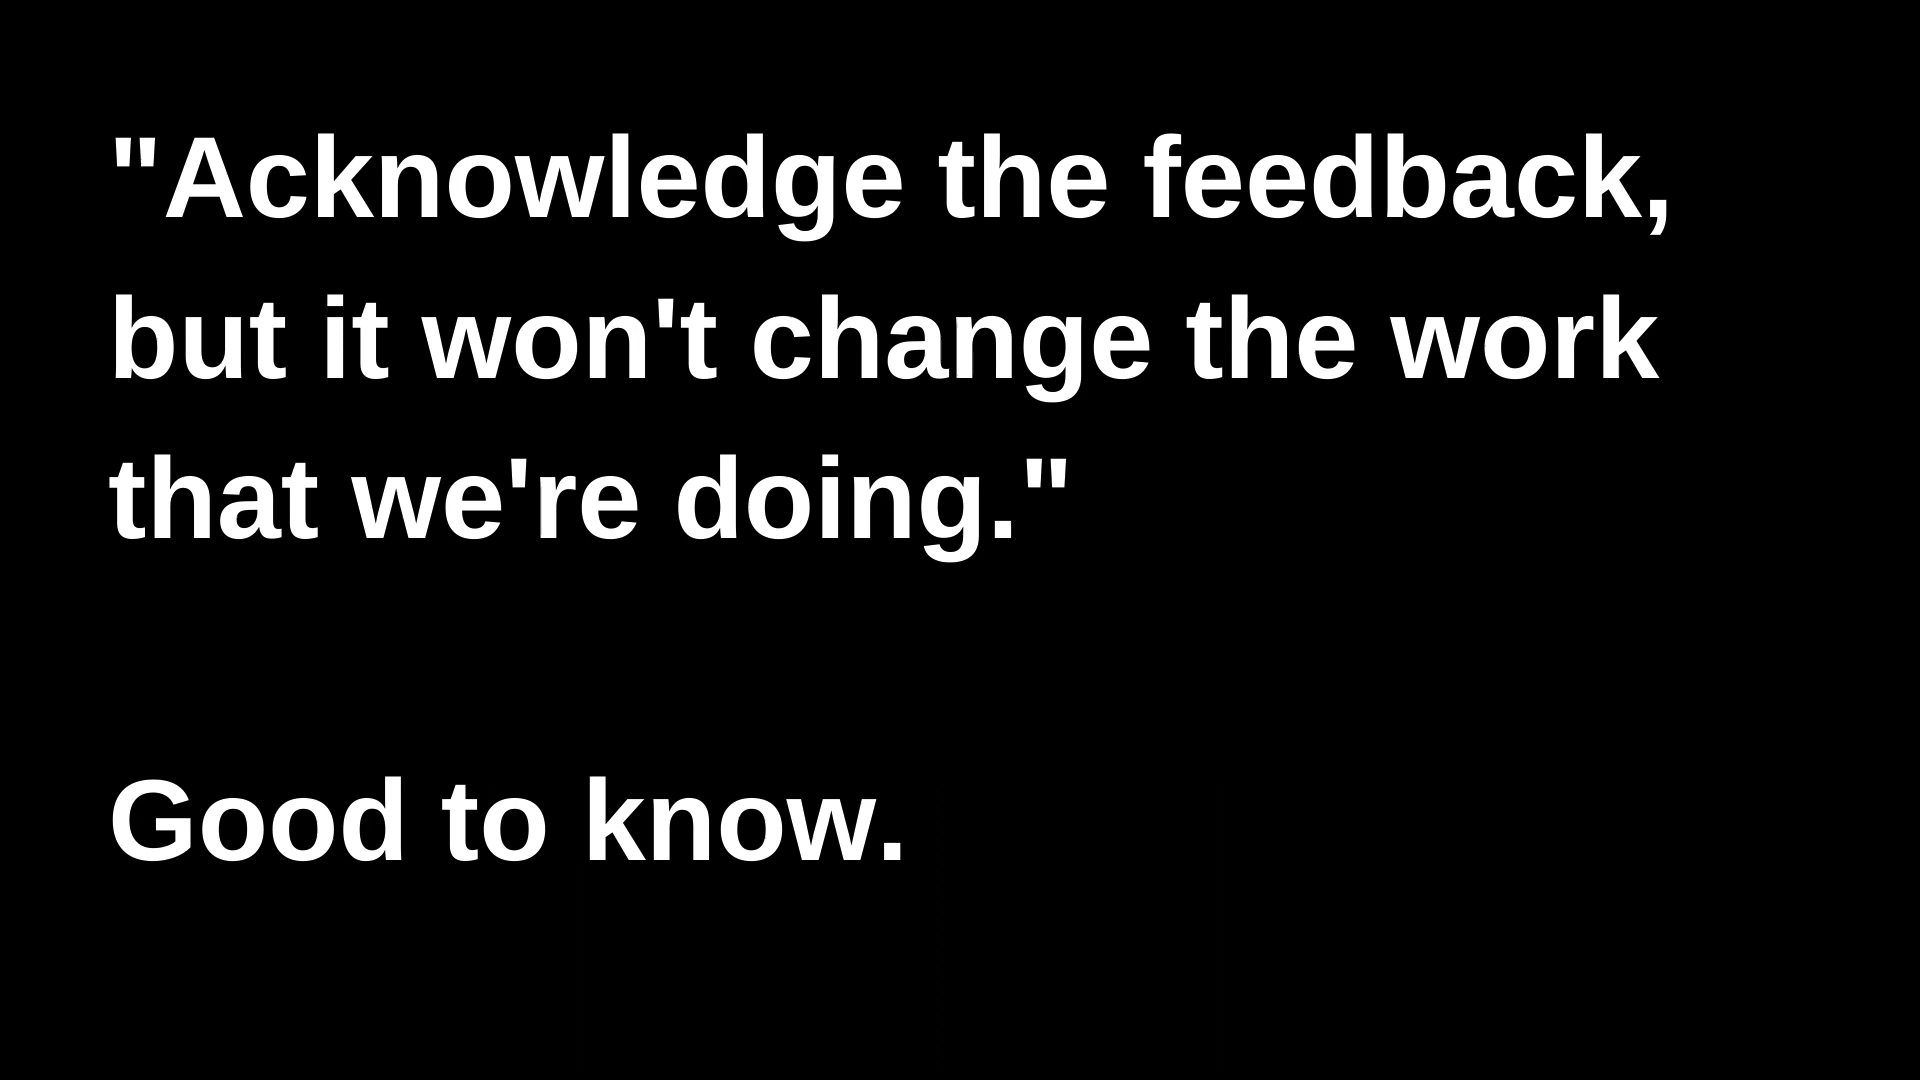 "Acknowledge the feedback,
but it won't change the work
that we're doing."
Good to know.